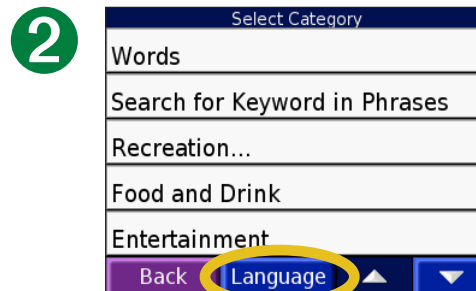 2
Select Category
Words
Search for Keyword in Phrases
Recreation...
Food and Drink
Entertainment
Back Language